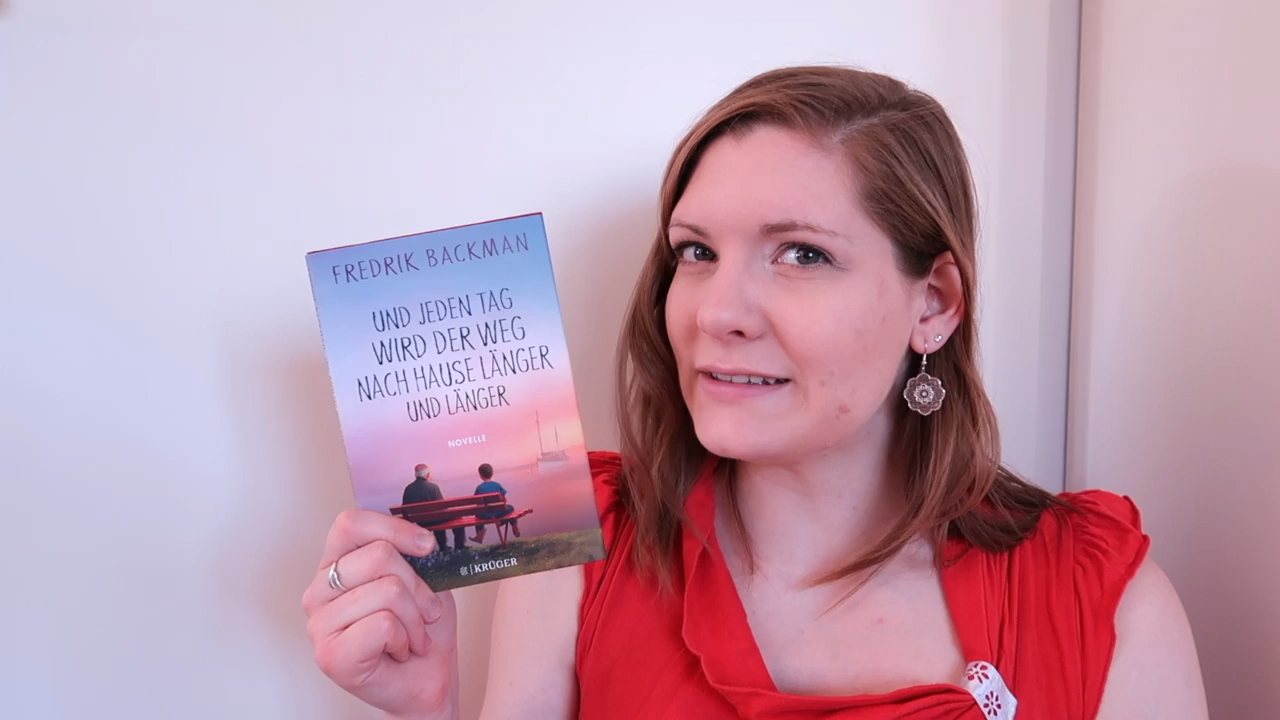 FREDRIK BACKMAN
UND JEDEN TAG
WIRD DER WEG
NACH HAUSE LÄNGER
UND LÄNGER
NOVELLE
KRÜGER